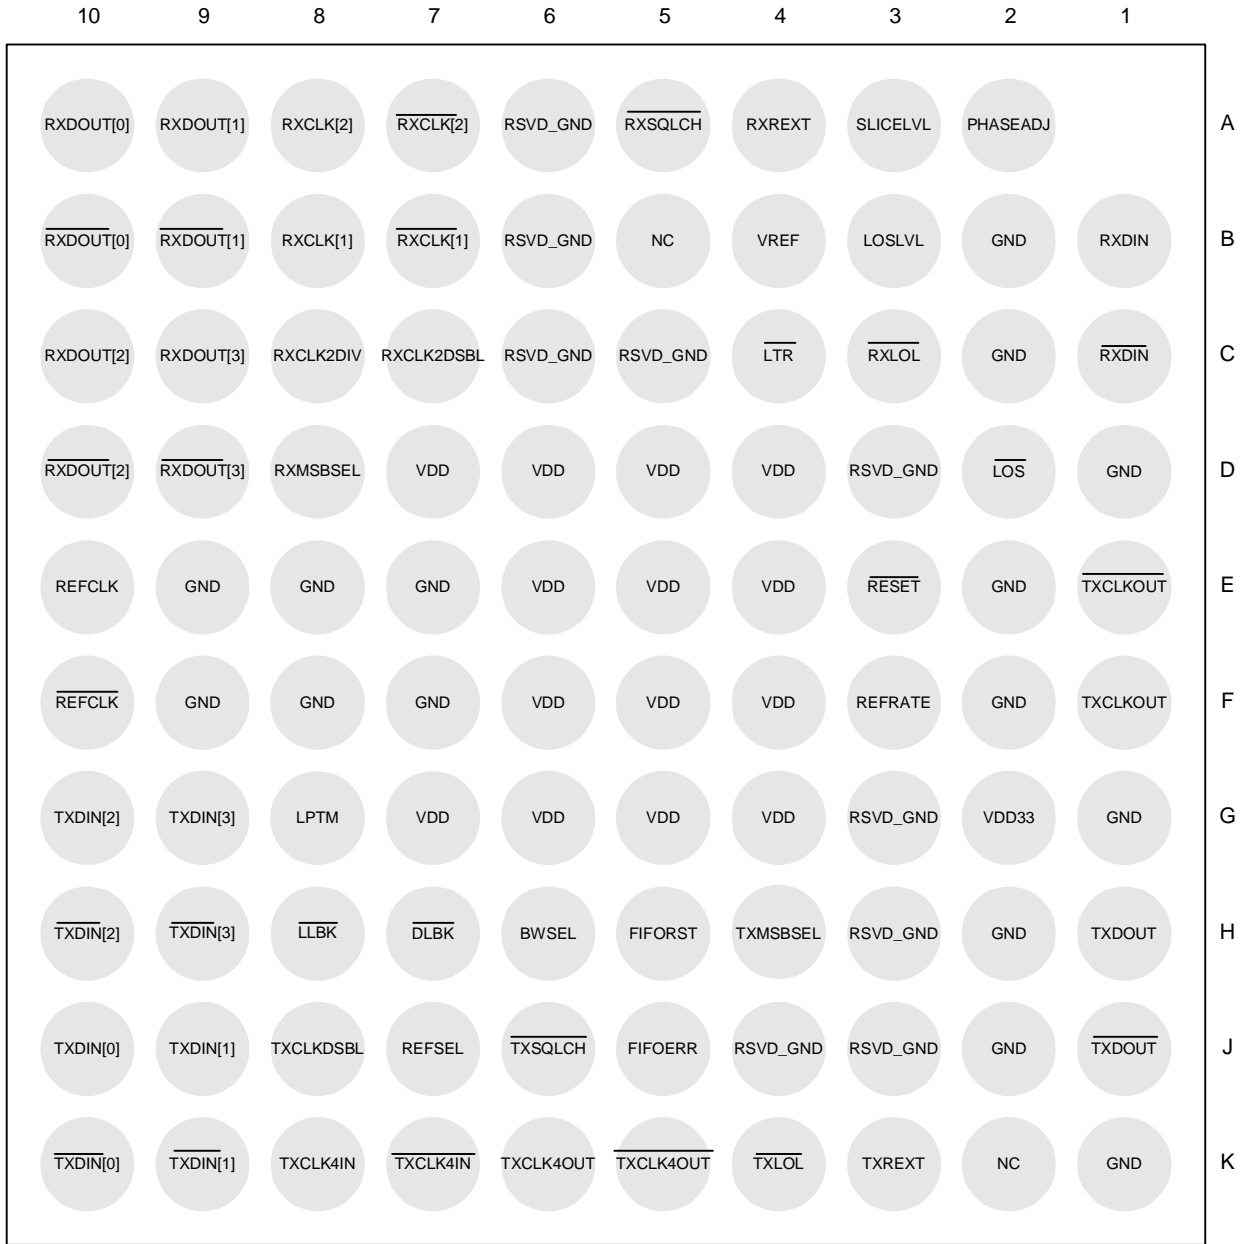 10 9 8 7 6 5 4 3 2 1
RXDOUT[0] RXDOUT[1] RXCLK[2] RXCLK[2] RSVD_GND RXSQLCH RXREXT SLICELVL PHASEADJ A
RXDOUT[0] RXDOUT[1] RXCLK[1] RXCLK[1] RSVD_GND NC VREF LOSLVL GND RXDIN B
RXDOUT[2] RXDOUT[3] RXCLK2DIV RXCLK2DSBL RSVD_GND RSVD_GND LTR RXLOL GND RXDIN C
RXDOUT[2] RXDOUT[3] RXMSBSEL VDD VDD VDD VDD RSVD_GND LOS GND D
REFCLK GND GND GND VDD VDD VDD RESET GND TXCLKOUT E
REFCLK GND GND GND VDD VDD VDD REFRATE GND TXCLKOUT F
TXDIN[2] TXDIN[3] LPTM VDD VDD VDD VDD RSVD_GND VDD33 GND G
TXDIN[2] TXDIN[3] LLBK DLBK BWSEL FIFORST TXMSBSEL RSVD_GND GND TXDOUT H
TXDIN[0] TXDIN[1] TXCLKDSBL REFSEL TXSQLCH FIFOERR RSVD_GND RSVD_GND GND TXDOUT J
TXDIN[0] TXDIN[1] TXCLK4IN TXCLK4IN TXCLK4OUT TXCLK4OUT TXLOL TXREXT NC GND K